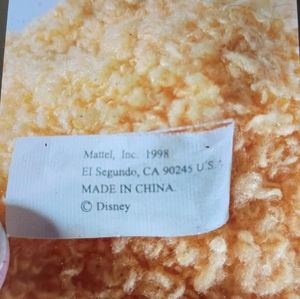 Mattel, Inc. 1998
El Segundo, CA 90245 U.S.
MADE IN CHINA.
© Disney